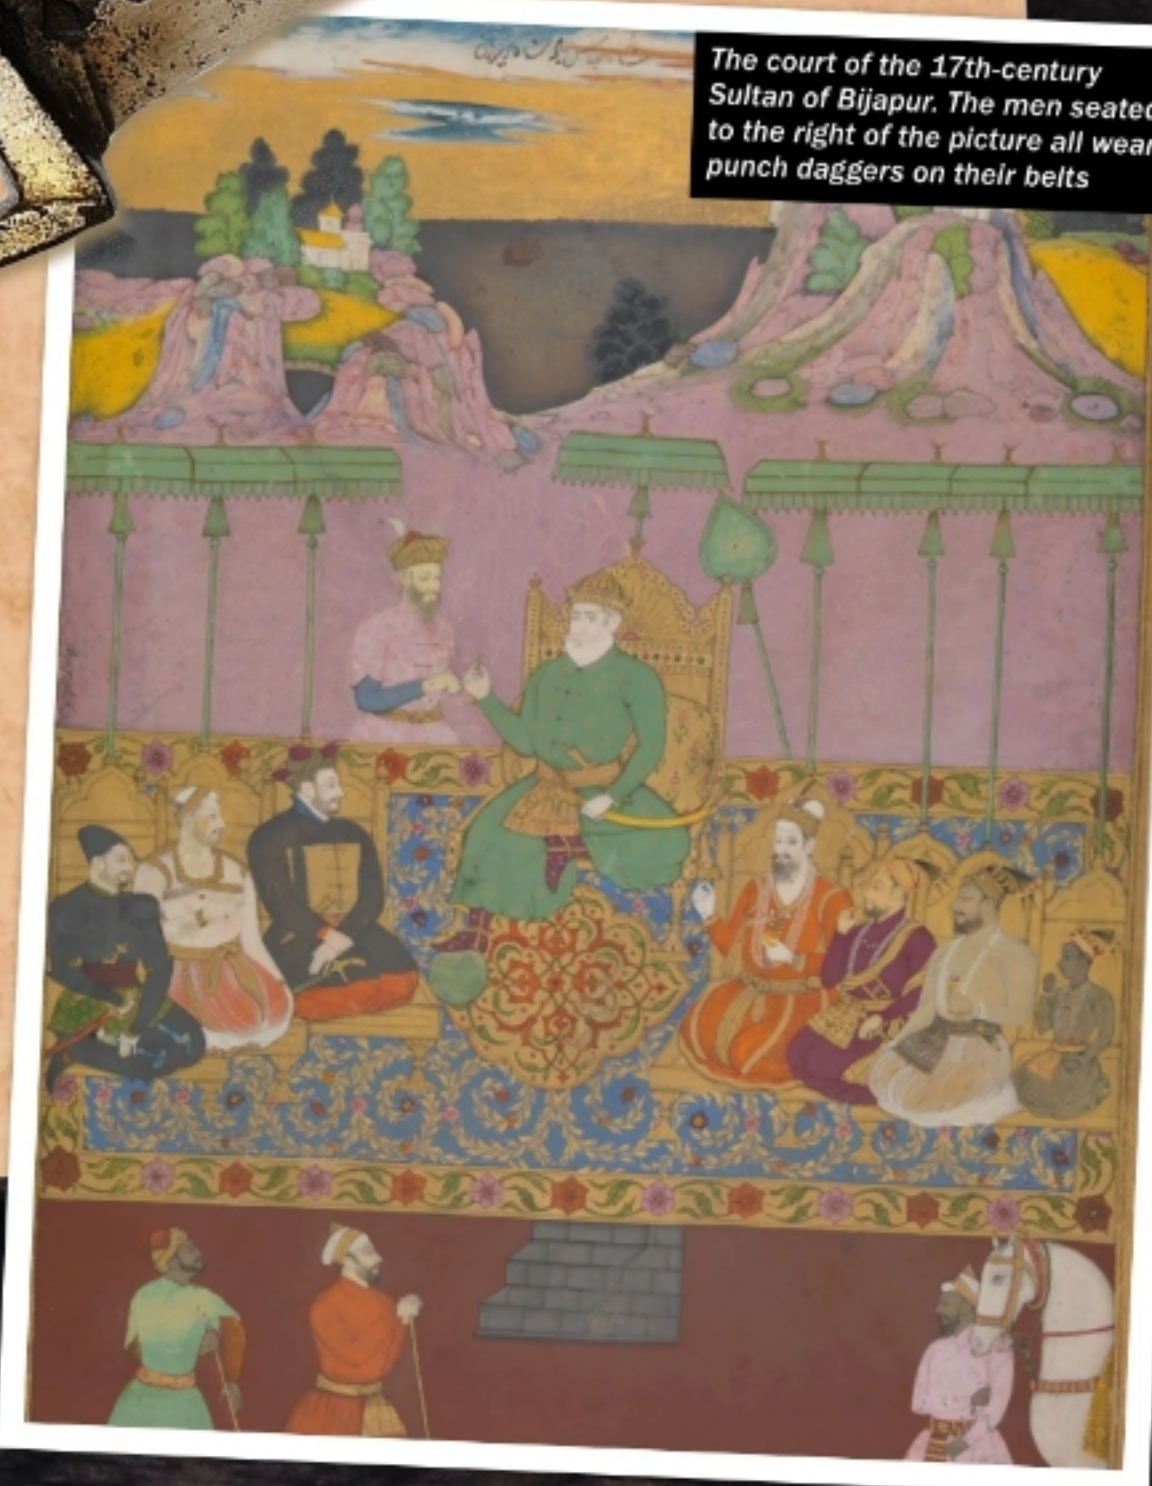 The court of the 17th-century
Sultan of Bijapur. The men seated
to the right of the picture all wear
punch daggers on their belts